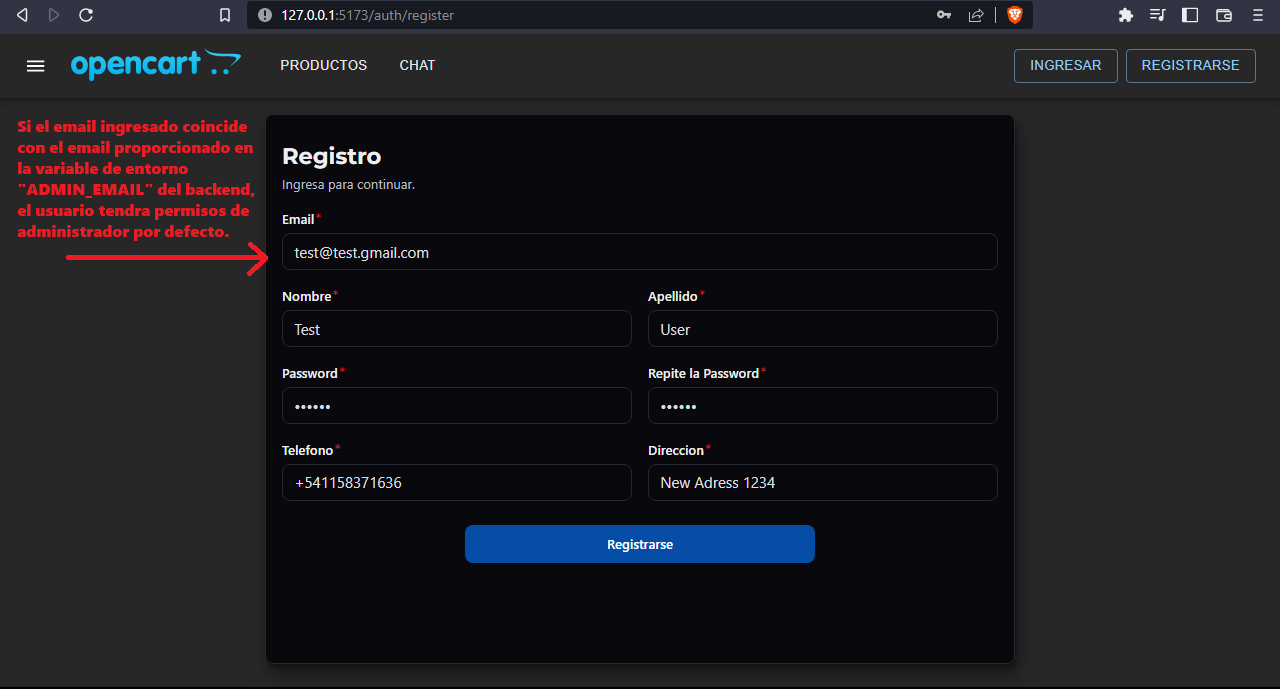 127.0.0.1:5173/auth/register
opencart
PRODUCTOS
CHAT
INGRESAR
REGISTRARSE
Si el email ingresado coincide
con el email proporcionado en
la variable de entorno
"ADMIN_EMAIL" del backend,
el usuario tendra permisos de
administrador por defecto.
Registro
Ingresa para continuar.
Email*
test@test.gmail.com
Nombre*
Apellido*
Test
User
Password*
Repite la Password*
••••••
••••••
Telefono*
Direccion*
+541158371636
New Adress 1234
Registrarse